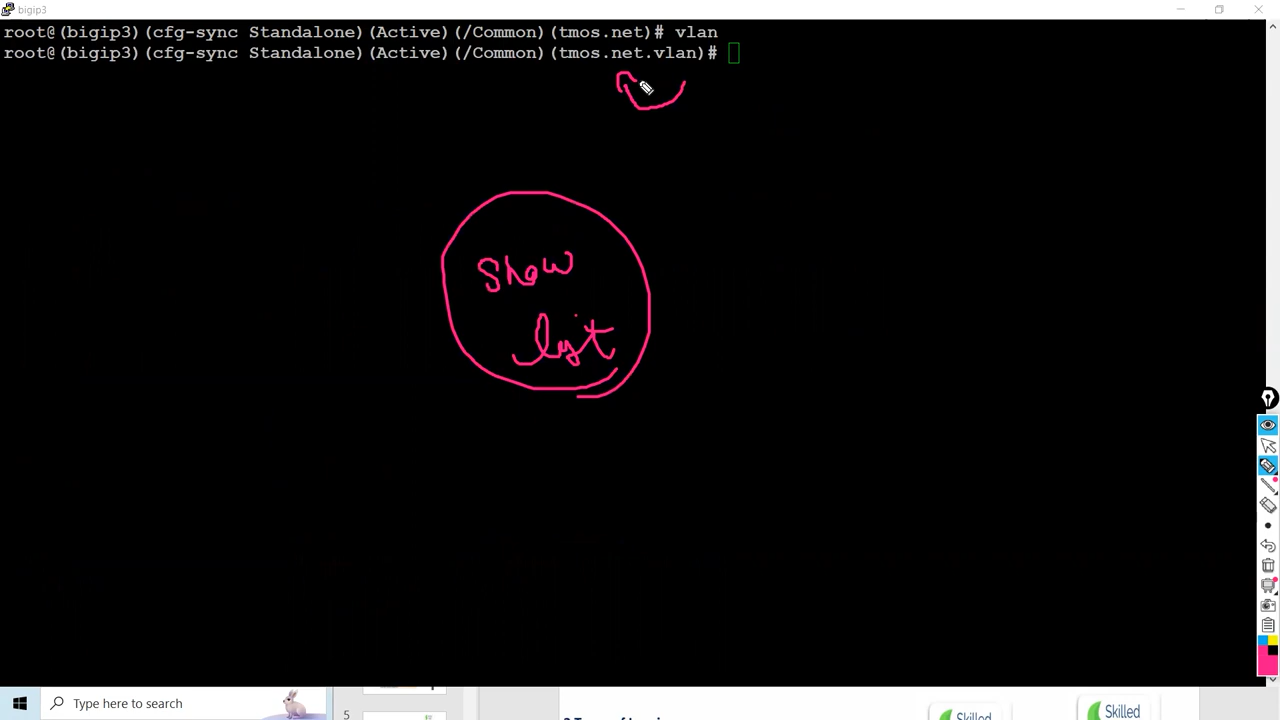 bigip3
root@(bigip3)(cfg-sync Standalone)(Active)(/Common)(tmos.net)# vlan
root@(bigip3)(cfg-sync Standalone)(Active)(/Common)(tmos.net.vlan)#
Show
list
Type here to search
5
Skilled
Skilled